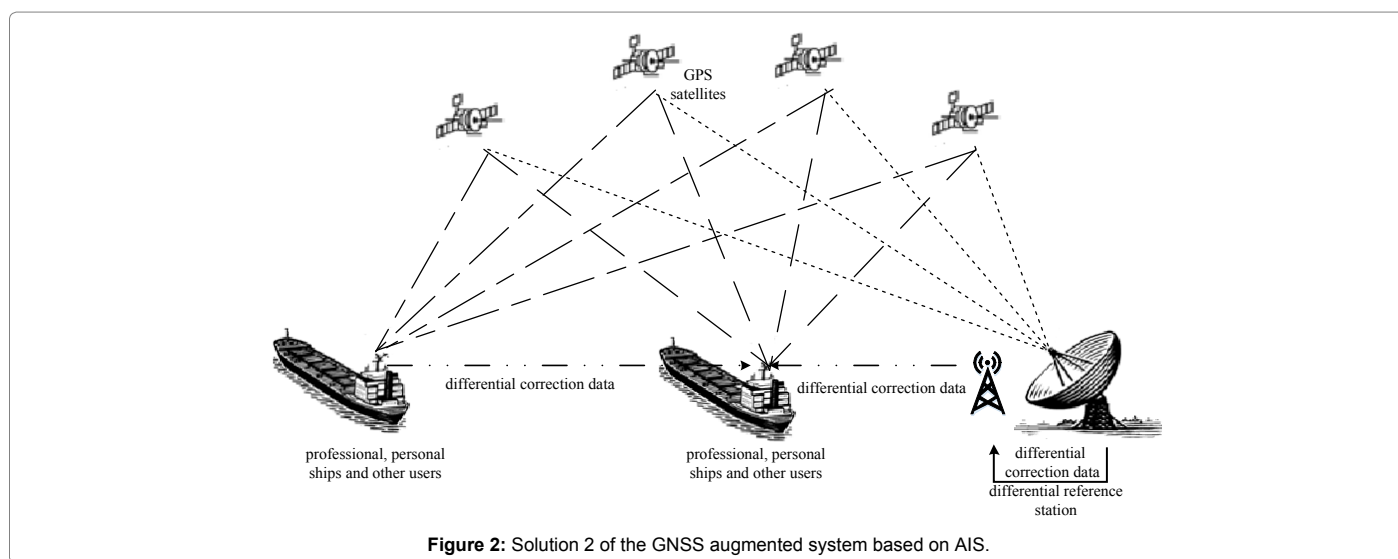 GPS
satellites
differential correction data
differential correction data
professional, personal
ships and other users
professional, personal
ships and other users
differential
correction data
differential reference
station
Figure 2: Solution 2 of the GNSS augmented system based on AIS.